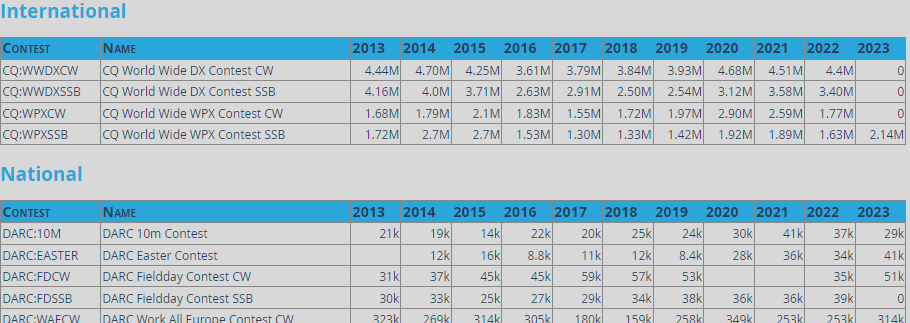 International
Contest Name 2013 2014 2015 2016 2017 2018 2019 2020 2021 2022 2023
CQ:WWDXCW CQ World Wide DX Contest CW 4.44M 4.70M 4.25M 3.61M 3.79M 3.84M 3.93M 4.68M 4.51M 4.4M 0
CQ:WWDXSSB CQ World Wide DX Contest SSB 4.16M 4.0M 3.71M 2.63M 2.91M 2.50M 2.54M 3.12M 3.58M 3.40M 0
CQ:WPXCW CQ World Wide WPX Contest CW 1.68M 1.79M 2.1M 1.83M 1.55M 1.72M 1.97M 2.90M 2.59M 1.77M 0
CQ:WPXSSB CQ World Wide WPX Contest SSB 1.72M 2.7M 2.7M 1.53M 1.30M 1.33M 1.42M 1.92M 1.89M 1.63M 2.14M
National
Contest Name 2013 2014 2015 2016 2017 2018 2019 2020 2021 2022 2023
DARC:10M DARC 10m Contest 21k 19k 14k 22k 20k 25k 24k 30k 41k 37k 29k
DARC:EASTER DARC Easter Contest 12k 16k 8.8k 11k 12k 8.4k 28k 36k 34k 41k
DARC:FDCW DARC Fieldday Contest CW 31k 37k 45k 45k 59k 57k 53k 35k 51k
DARC:FDSSB DARC Fieldday Contest SSB 30k 33k 25k 27k 29k 34k 38k 36k 36k 39k 0
DARC:WAECW DARC Work All Europe Contest CW 323k 269k 314k 305k 180k 159k 258k 349k 253k 253k 314k